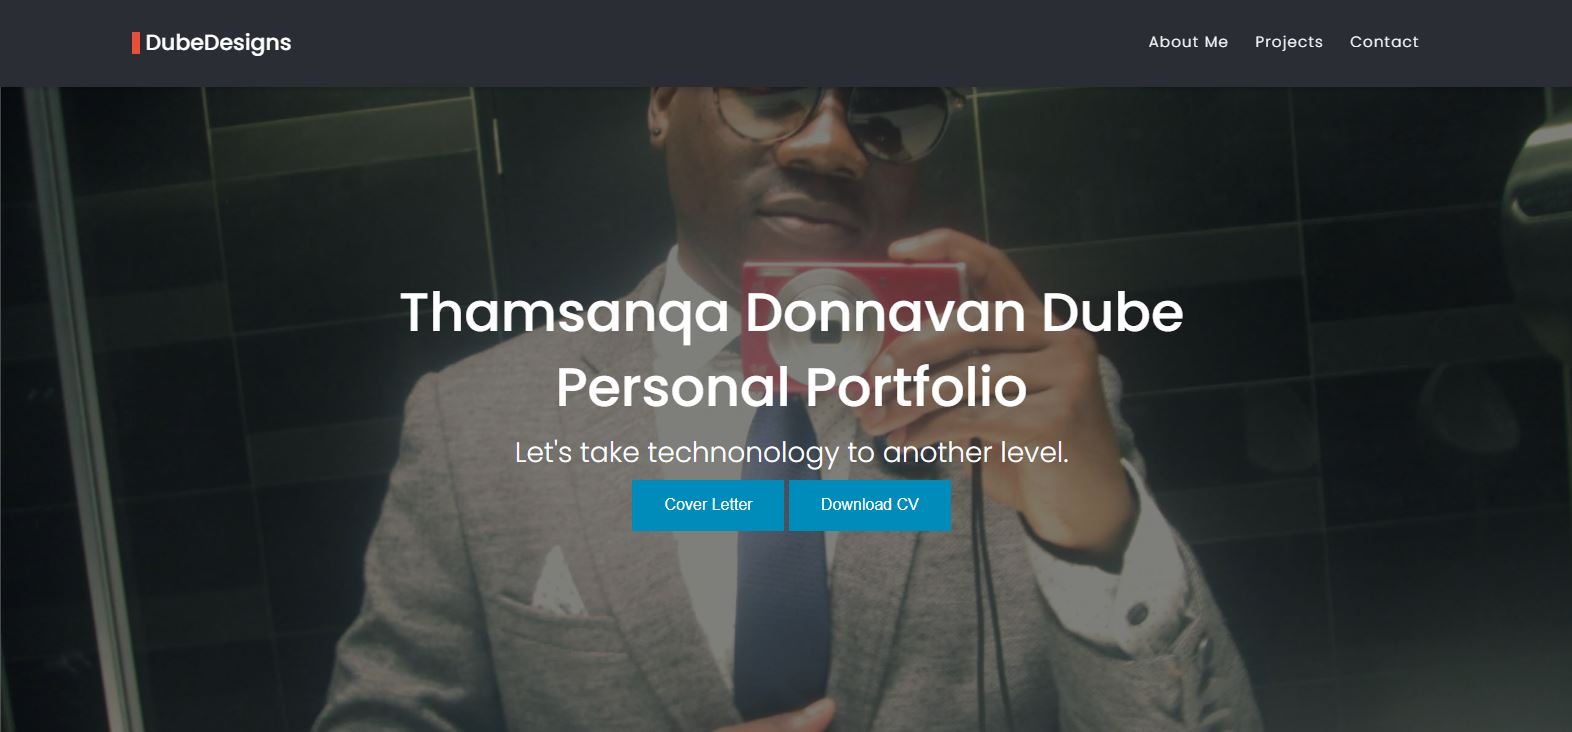 DubeDesigns
About Me Projects Contact
Thamsanqa Donnavan Dube
Personal Portfolio
Let's take technonology to another level.
Cover Letter Download CV